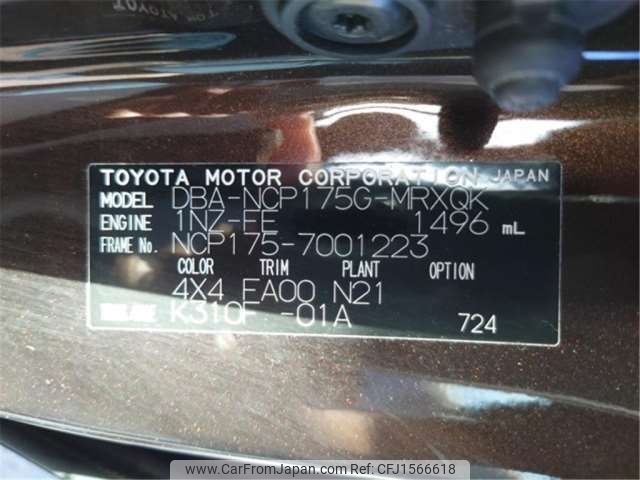 TOYOTA MOTOR CORPORATION JAPAN
MODEL DBA-NCP175G-MRXQK
ENGINE 1NZ-FE 1496 mL
FRAME No. NCP175-7001223
COLOR TRIM PLANT OPTION
4X4 EA00 N21
K310F -01A 724
www.CarFromJapan.com - CFJ1566618